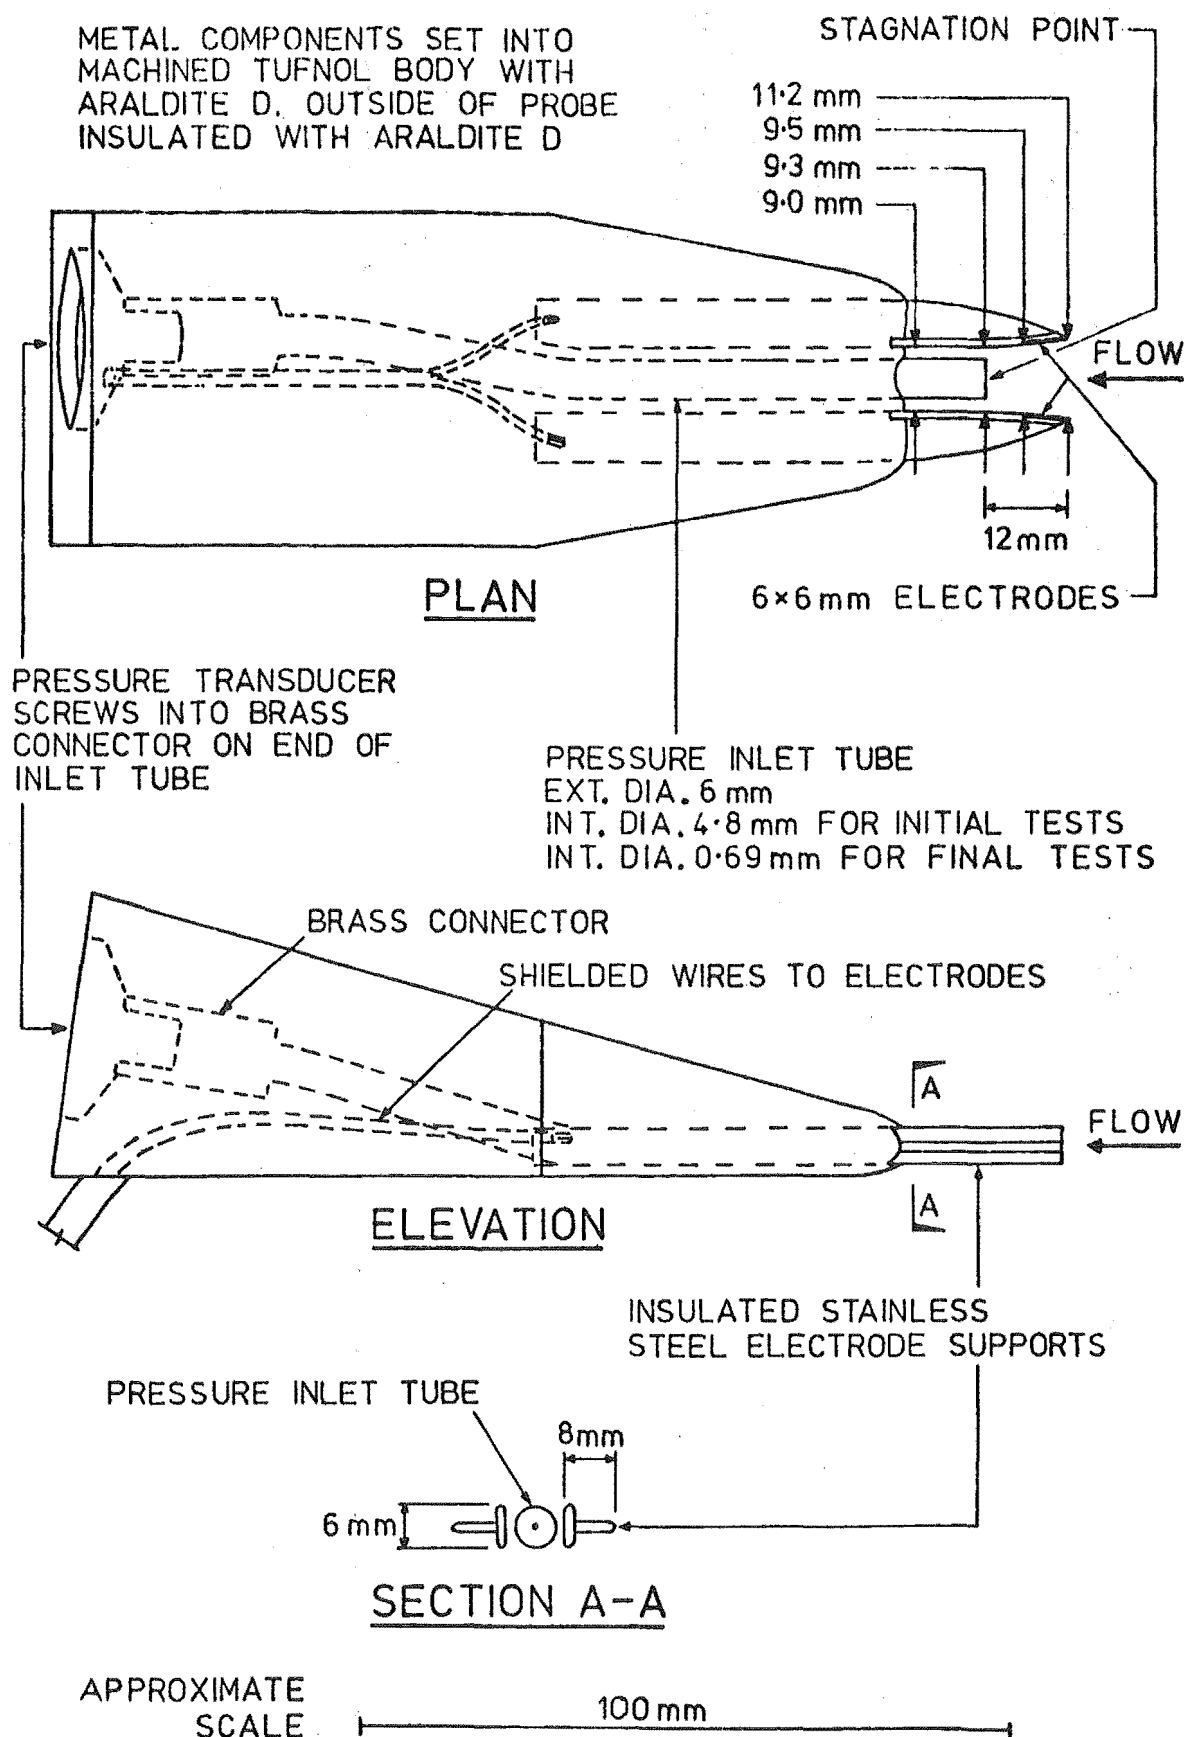 METAL COMPONENTS SET INTO
MACHINED TUFNOL BODY WITH
ARALDITE D. OUTSIDE OF PROBE
INSULATED WITH ARALDITE D
STAGNATION POINT
11·2 mm
9·5 mm
9·3 mm
9·0 mm
FLOW
12mm
PLAN
6×6mm ELECTRODES
PRESSURE TRANSDUCER
SCREWS INTO BRASS
CONNECTOR ON END OF
INLET TUBE
PRESSURE INLET TUBE
EXT. DIA. 6 mm
INT. DIA. 4·8 mm FOR INITIAL TESTS
INT. DIA. 0·69 mm FOR FINAL TESTS
BRASS CONNECTOR
SHIELDED WIRES TO ELECTRODES
A
FLOW
A
ELEVATION
INSULATED STAINLESS
STEEL ELECTRODE SUPPORTS
PRESSURE INLET TUBE
8mm
6 mm
SECTION A-A
APPROXIMATE
SCALE
100 mm